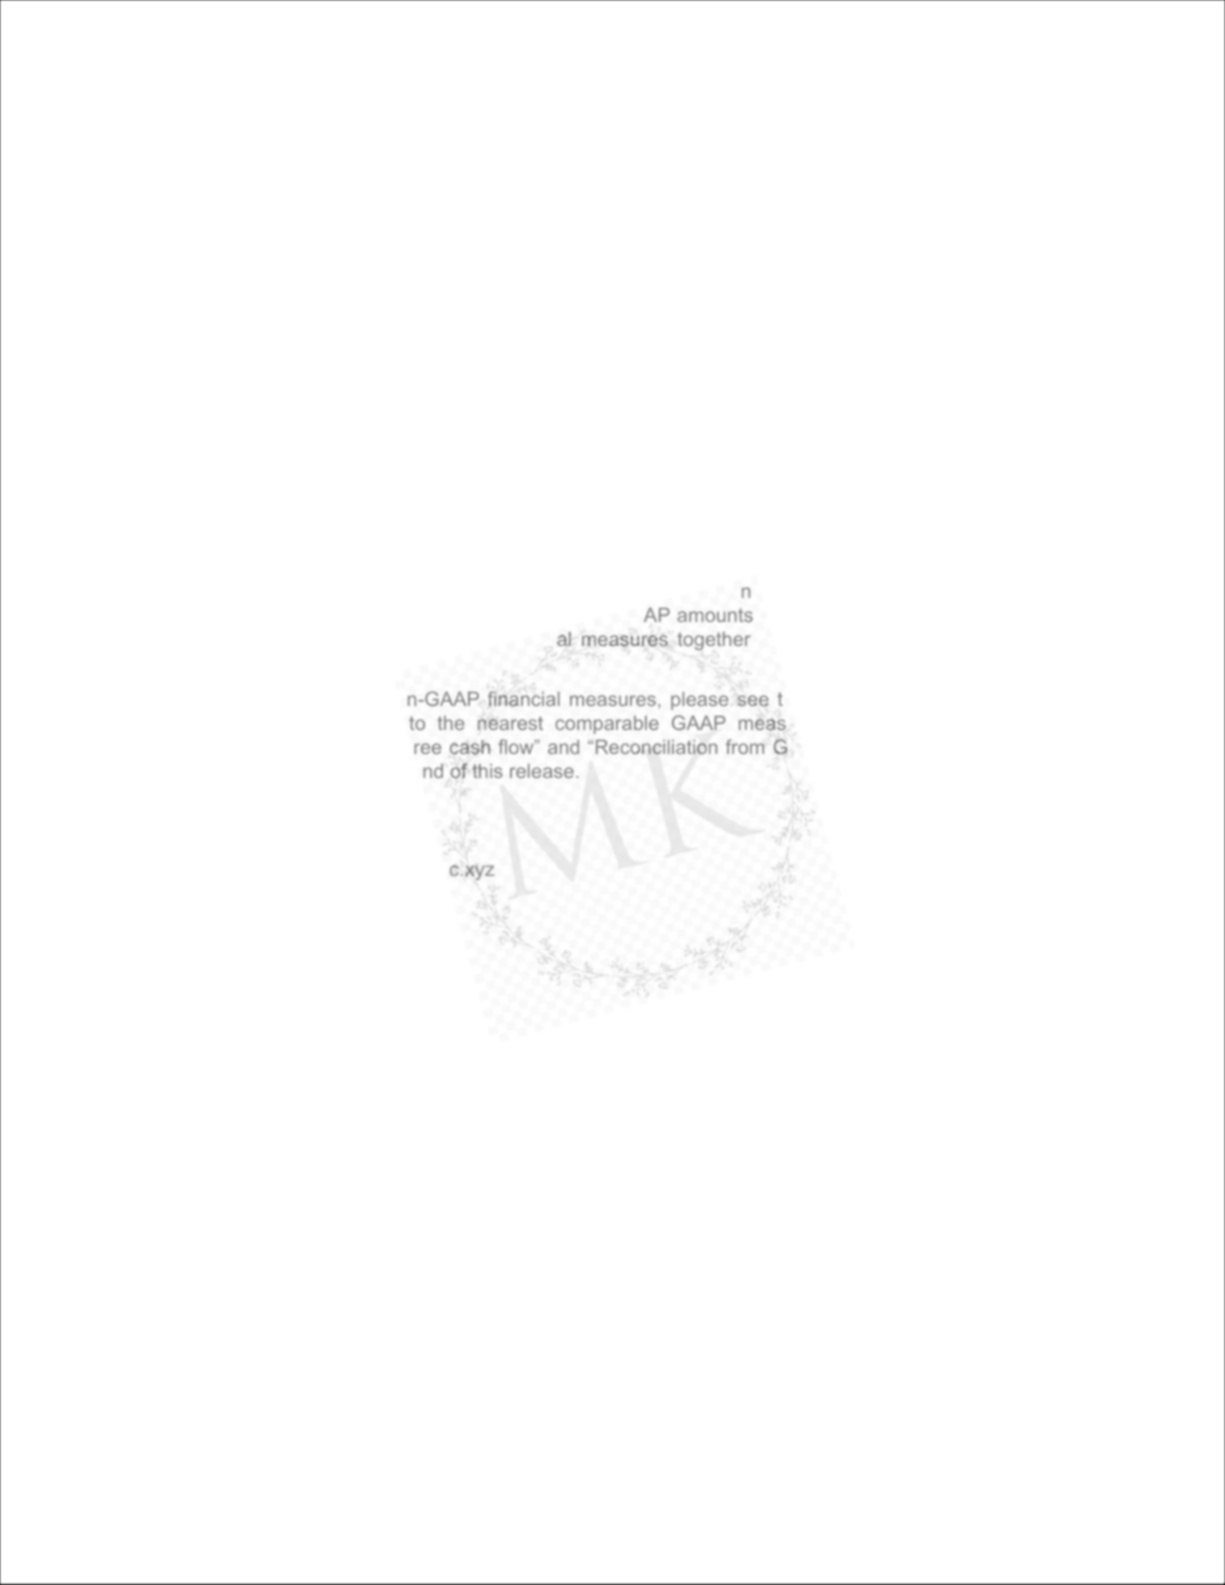 n
AP amounts
al measures together
n-GAAP financial measures, please see t
to the nearest comparable GAAP meas
ree cash flow” and “Reconciliation from G
nd of this release.
MK
c.xyz